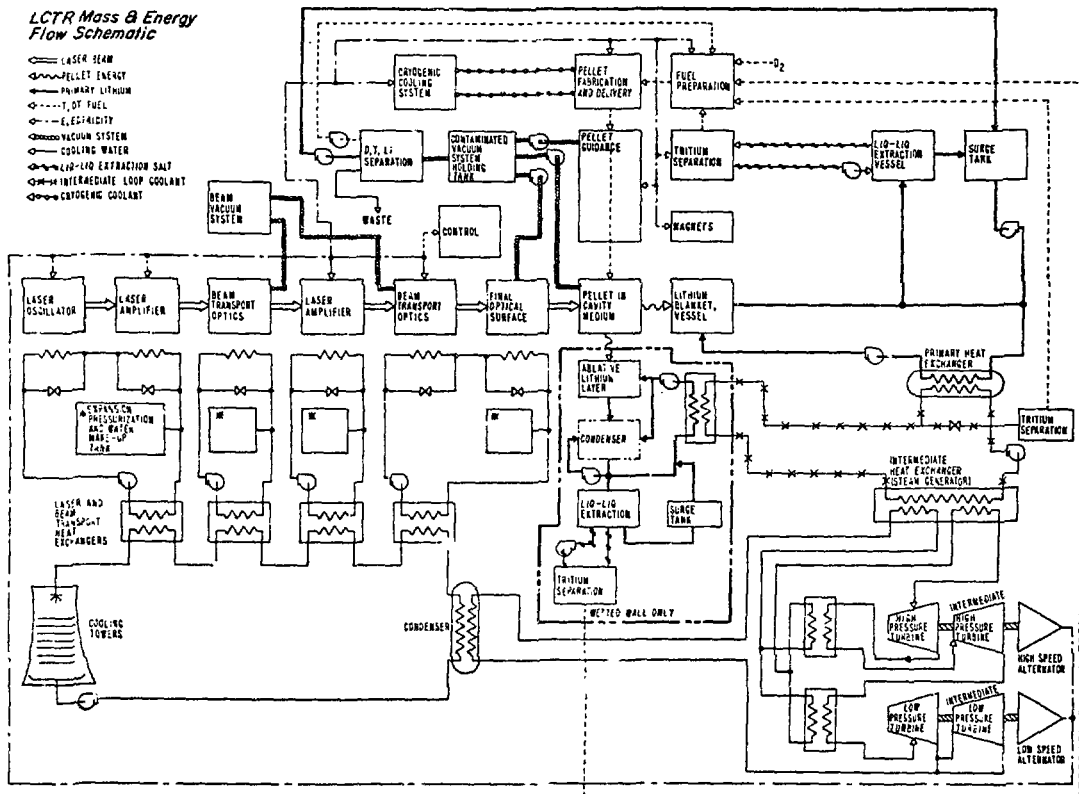 LCTR Mass & Energy
Flow Schematic
LASER BEAM
PELLET ENERGY
PRIMARY LITHIUM
T, DT FUEL
ELECTRICITY
VACUUM SYSTEM
COOLING WATER
LIQ-LIQ EXTRACTION SALT
INTERMEDIATE LOOP COOLANT
CRYOGENIC COOLANT
CRYOGENIC
COOLING
SYSTEM
PELLET
FABRICATION
AND DELIVERY
FUEL
PREPARATION
D2
D,T, Li
SEPARATION
CONTAMINATED
VACUUM
SYSTEM
HOLDING
TANK
PELLET
GUIDANCE
TRITIUM
SEPARATION
LIQ-LIQ
EXTRACTION
VESSEL
SURGE
TANK
WASTE
BEAM
VACUUM
SYSTEM
CONTROL
MAGNETS
LASER
OSCILLATOR
LASER
AMPLIFIER
BEAM
TRANSPORT
OPTICS
LASER
AMPLIFIER
BEAM
TRANSPORT
OPTICS
FINAL
OPTICAL
SURFACE
PELLET IN
CAVITY
MEDIUM
LITHIUM
BLANKET,
VESSEL
PRIMARY HEAT
EXCHANGER
ABLATIVE
LITHIUM
LAYER
* EXPANSION
PRESSURIZATION
AND WATER
MAKE-UP
TANK
CONDENSER
TRITIUM
SEPARATION
INTERMEDIATE
HEAT EXCHANGER
(STEAM GENERATOR)
LASER AND
BEAM
TRANSPORT
HEAT
EXCHANGERS
LIQ-LIQ
EXTRACTION
SURGE
TANK
TRITIUM
SEPARATION
WETTED WALL ONLY
COOLING
TOWERS
CONDENSER
HIGH
PRESSURE
TURBINE
INTERMEDIATE
HIGH
PRESSURE
TURBINE
HIGH SPEED
ALTERNATOR
LOW
PRESSURE
TURBINE
INTERMEDIATE
LOW
PRESSURE
TURBINE
LOW SPEED
ALTERNATOR